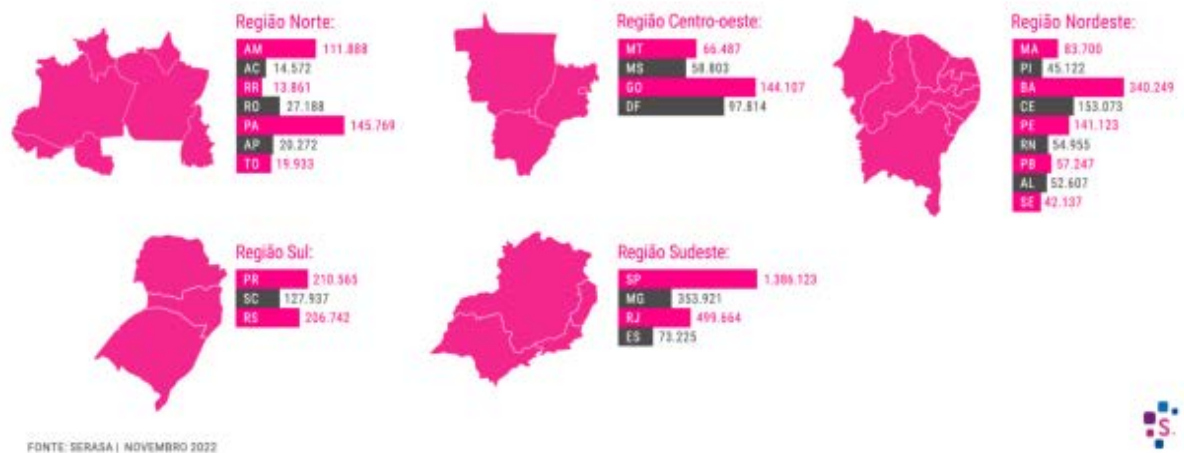 Região Norte:
AM 111.888
AC 14.572
RR 13.861
RO 27.188
PA 145.769
AP 20.272
TO 19.933
Região Centro-oeste:
MT 66.487
MS 58.803
GO 144.107
DF 97.814
Região Nordeste:
MA 83.700
PI 45.122
BA 340.249
CE 153.073
PE 141.123
RN 54.955
PB 57.247
AL 52.607
SE 42.137
Região Sul:
PR 210.565
SC 127.937
RS 206.742
Região Sudeste:
SP 1.386.123
MG 353.921
RJ 499.664
ES 73.225
FONTE: SERASA | NOVEMBRO 2022
S.